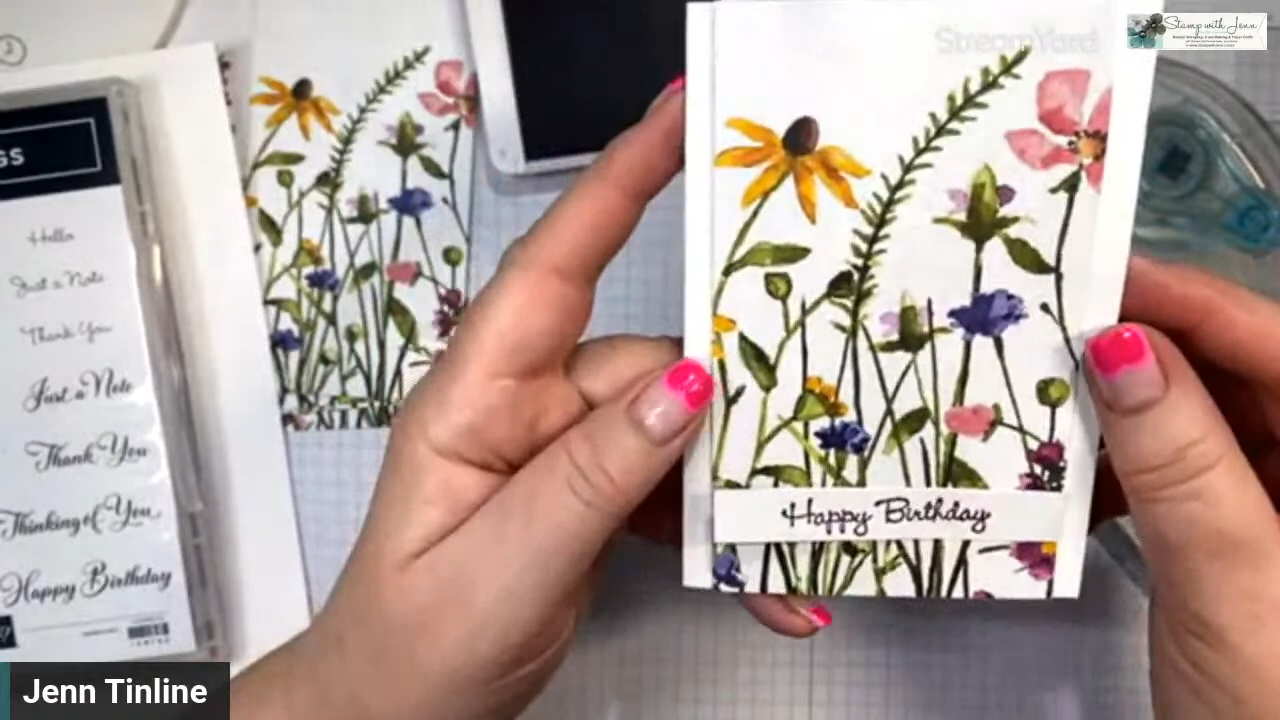 StreamYard
Stamp with Jenn!
GS
Hello
Just a Note
Thank You
Just a Note
Thank You
Thinking of You
Happy Birthday
Happy Birthday
Jenn Tinline